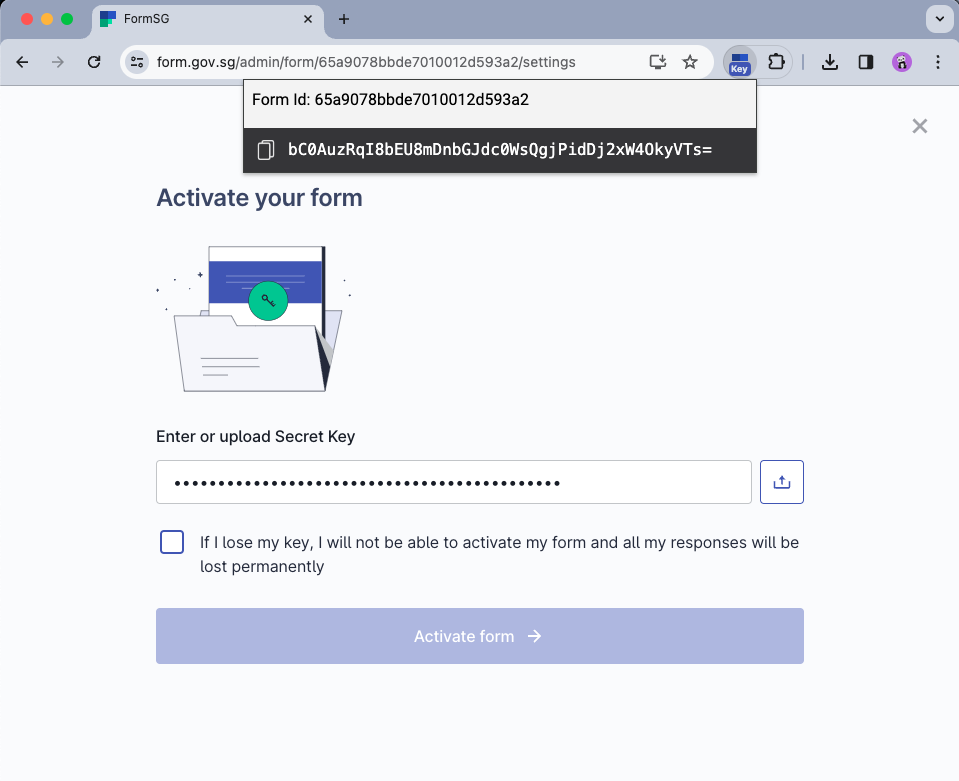 FormSG
form.gov.sg/admin/form/65a9078bbde7010012d593a2/settings
Key
Form Id: 65a9078bbde7010012d593a2
bC0AuzRqI8bEU8mDnbGJdc0WsQgjPidDj2xW4OkyVTs=
Activate your form
Enter or upload Secret Key
If I lose my key, I will not be able to activate my form and all my responses will be
lost permanently
Activate form